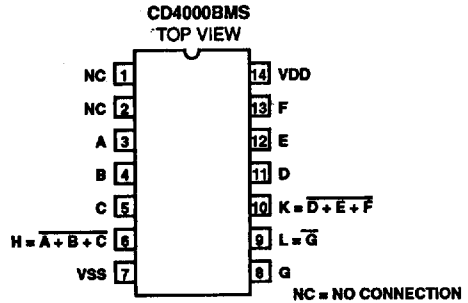 CD4000BMS
TOP VIEW
NC 1 14 VDD
NC 2 13 F
A 3 12 E
B 4 11 D
C 5 10 K = D̅ ̅+̅ ̅E̅ ̅+̅ ̅F̅
H = A̅ ̅+̅ ̅B̅ ̅+̅ ̅C̅ 6 9 L = G̅
VSS 7 8 G
NC = NO CONNECTION